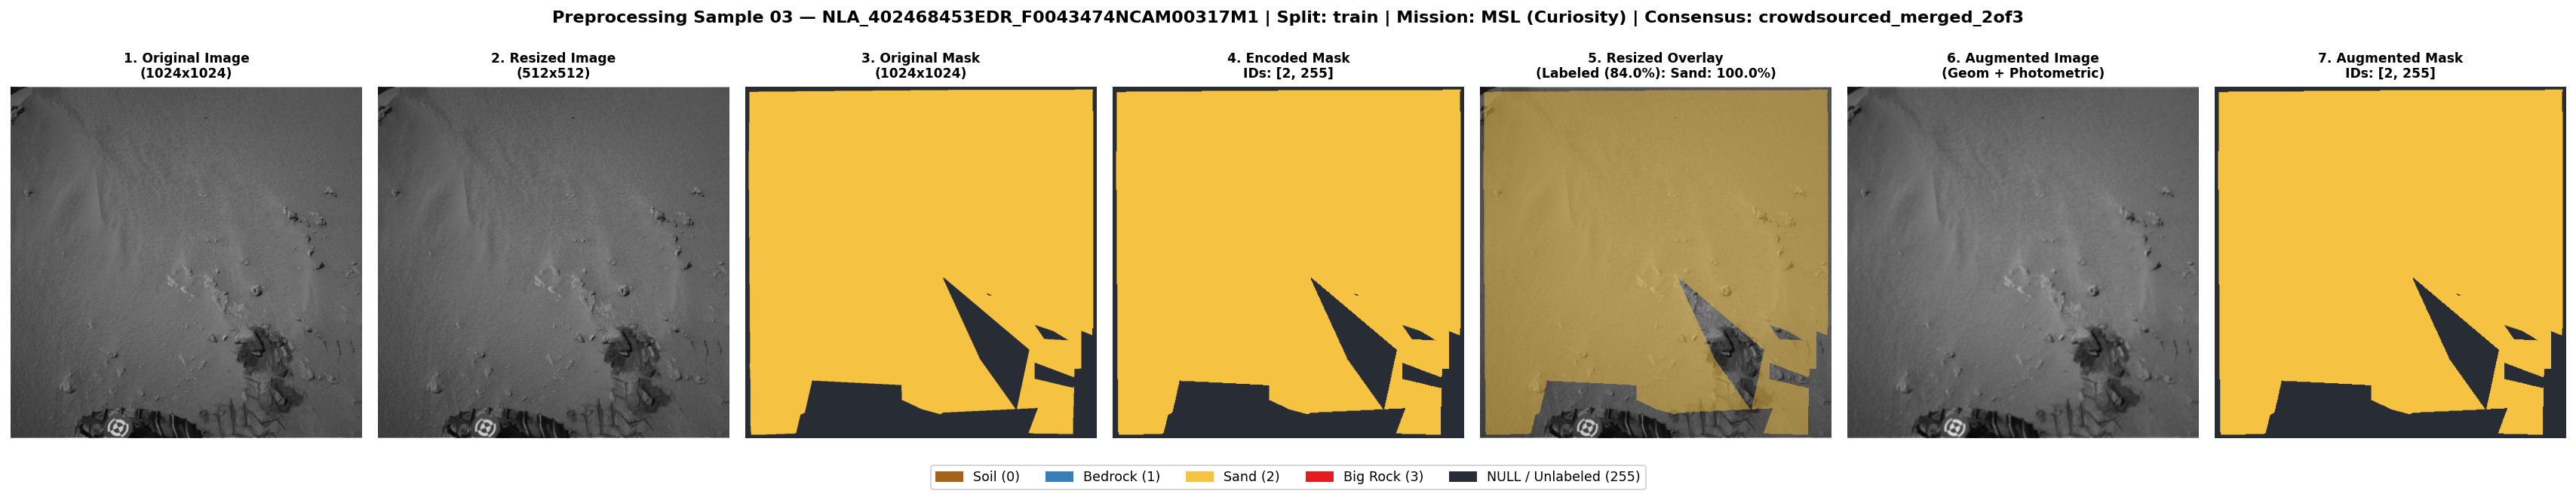 Preprocessing Sample 03 — NLA_402468453EDR_F0043474NCAM00317M1 | Split: train | Mission: MSL (Curiosity) | Consensus: crowdsourced_merged_2of3
1. Original Image
(1024x1024)
2. Resized Image
(512x512)
3. Original Mask
(1024x1024)
4. Encoded Mask
IDs: [2, 255]
5. Resized Overlay
(Labeled (84.0%): Sand: 100.0%)
6. Augmented Image
(Geom + Photometric)
7. Augmented Mask
IDs: [2, 255]
Soil (0)
Bedrock (1)
Sand (2)
Big Rock (3)
NULL / Unlabeled (255)